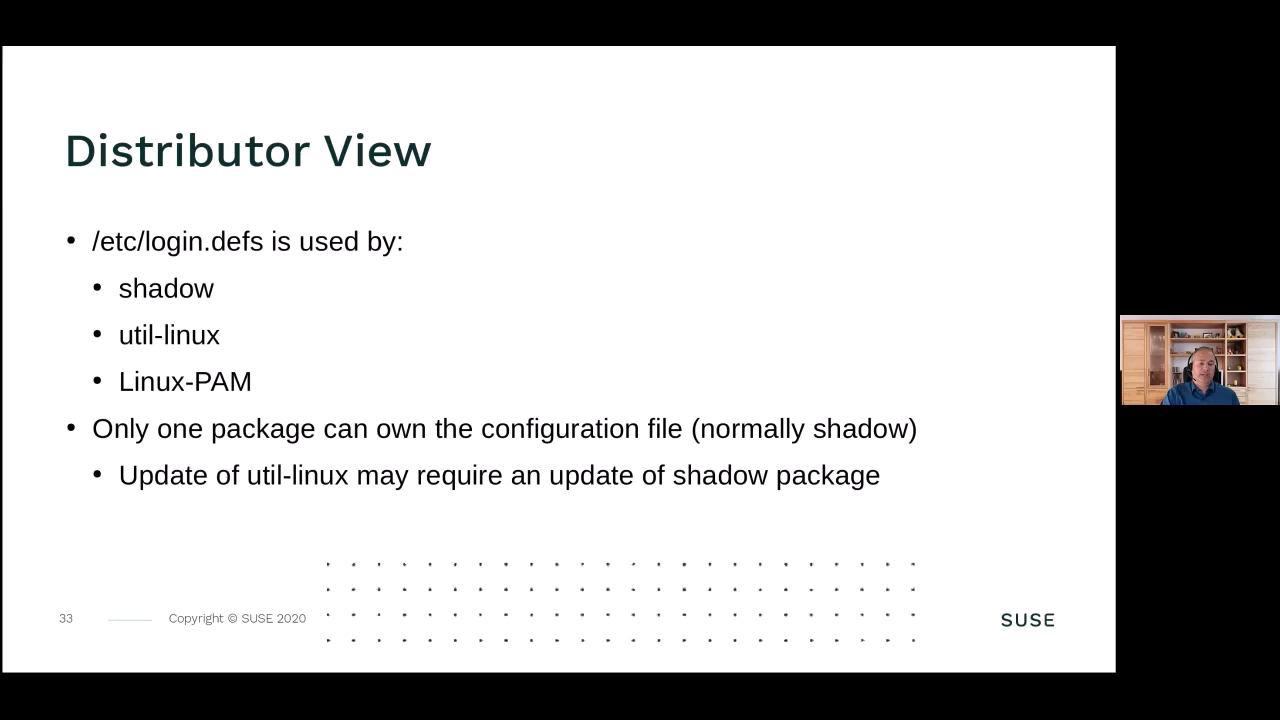 Distributor View
• /etc/login.defs is used by:
• shadow
• util-linux
• Linux-PAM
• Only one package can own the configuration file (normally shadow)
• Update of util-linux may require an update of shadow package
33
Copyright © SUSE 2020
SUSE